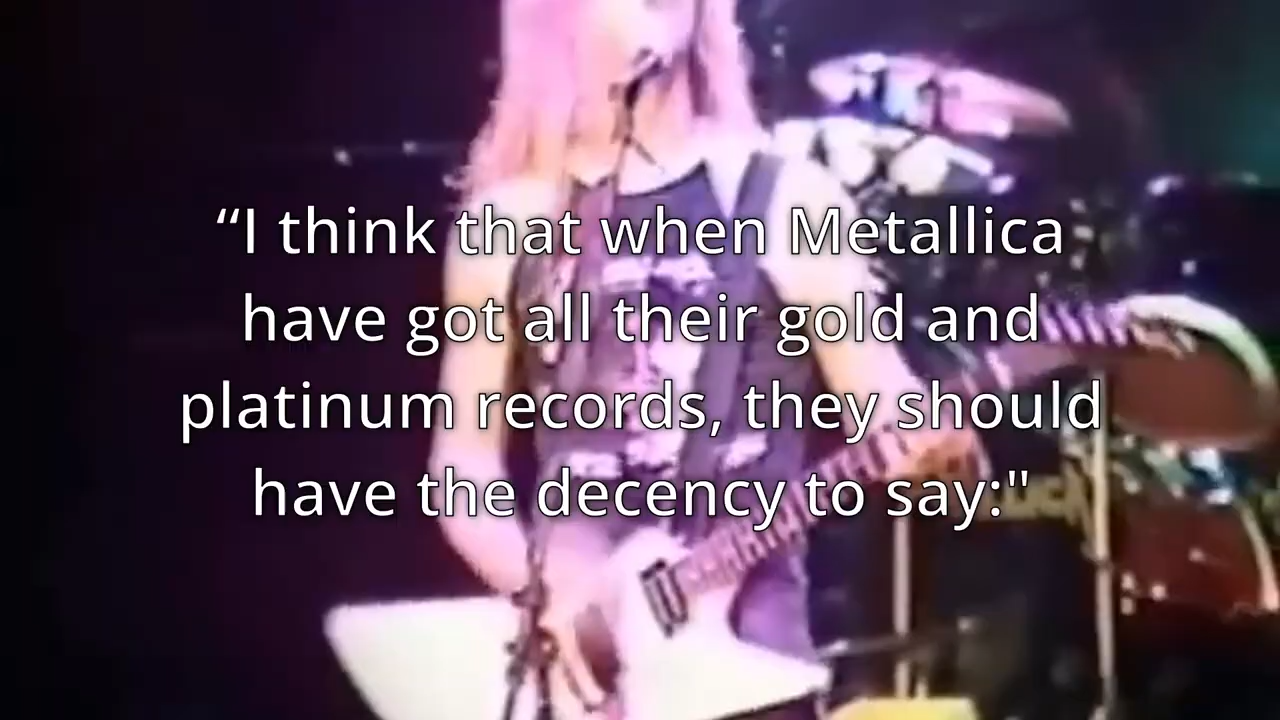 “I think that when Metallica
have got all their gold and
platinum records, they should
have the decency to say:"